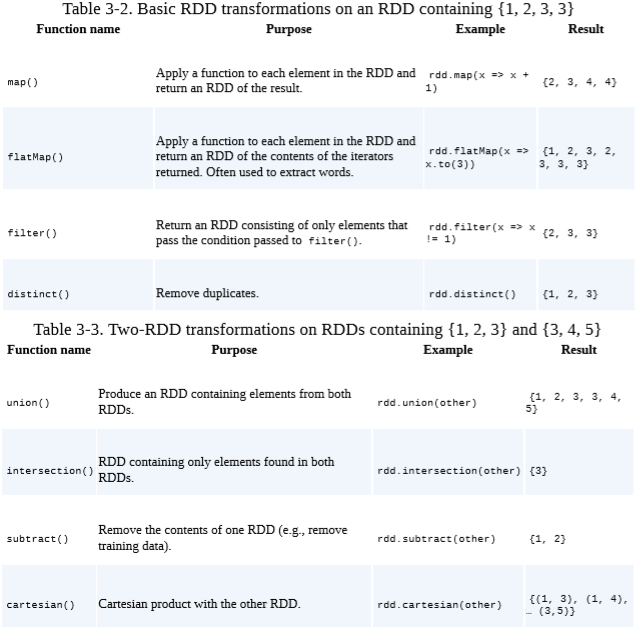 Table 3-2. Basic RDD transformations on an RDD containing {1, 2, 3, 3}
Function name Purpose Example Result
map() Apply a function to each element in the RDD and return an RDD of the result. rdd.map(x => x + 1) {2, 3, 4, 4}
flatMap() Apply a function to each element in the RDD and return an RDD of the contents of the iterators returned. Often used to extract words. rdd.flatMap(x => x.to(3)) {1, 2, 3, 2, 3, 3, 3}
filter() Return an RDD consisting of only elements that pass the condition passed to filter(). rdd.filter(x => x != 1) {2, 3, 3}
distinct() Remove duplicates. rdd.distinct() {1, 2, 3}
Table 3-3. Two-RDD transformations on RDDs containing {1, 2, 3} and {3, 4, 5}
Function name Purpose Example Result
union() Produce an RDD containing elements from both RDDs. rdd.union(other) {1, 2, 3, 3, 4, 5}
intersection() RDD containing only elements found in both RDDs. rdd.intersection(other) {3}
subtract() Remove the contents of one RDD (e.g., remove training data). rdd.subtract(other) {1, 2}
cartesian() Cartesian product with the other RDD. rdd.cartesian(other) {(1, 3), (1, 4), … (3,5)}